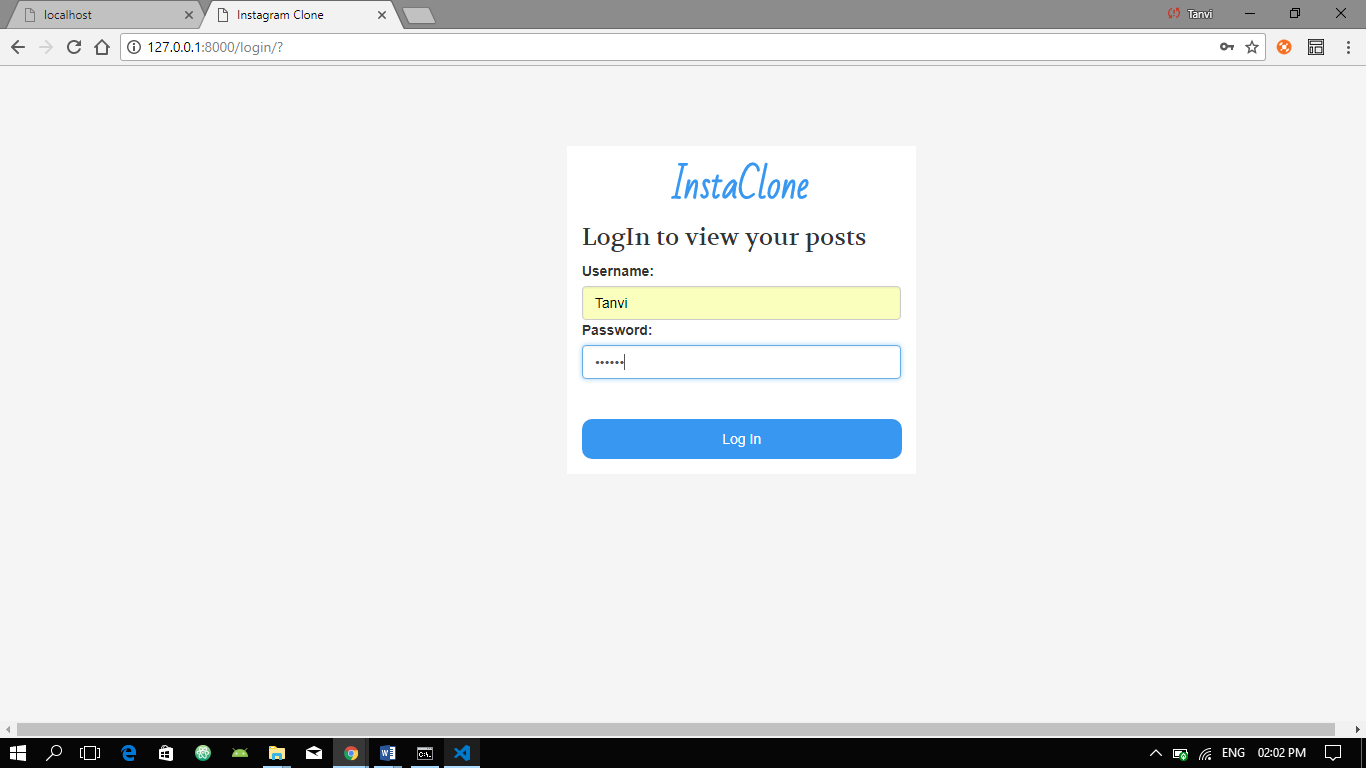 localhost
Instagram Clone
Tanvi
127.0.0.1:8000/login/?
InstaClone
LogIn to view your posts
Username:
Tanvi
Password:
••••••
Log In
ENG
02:02 PM